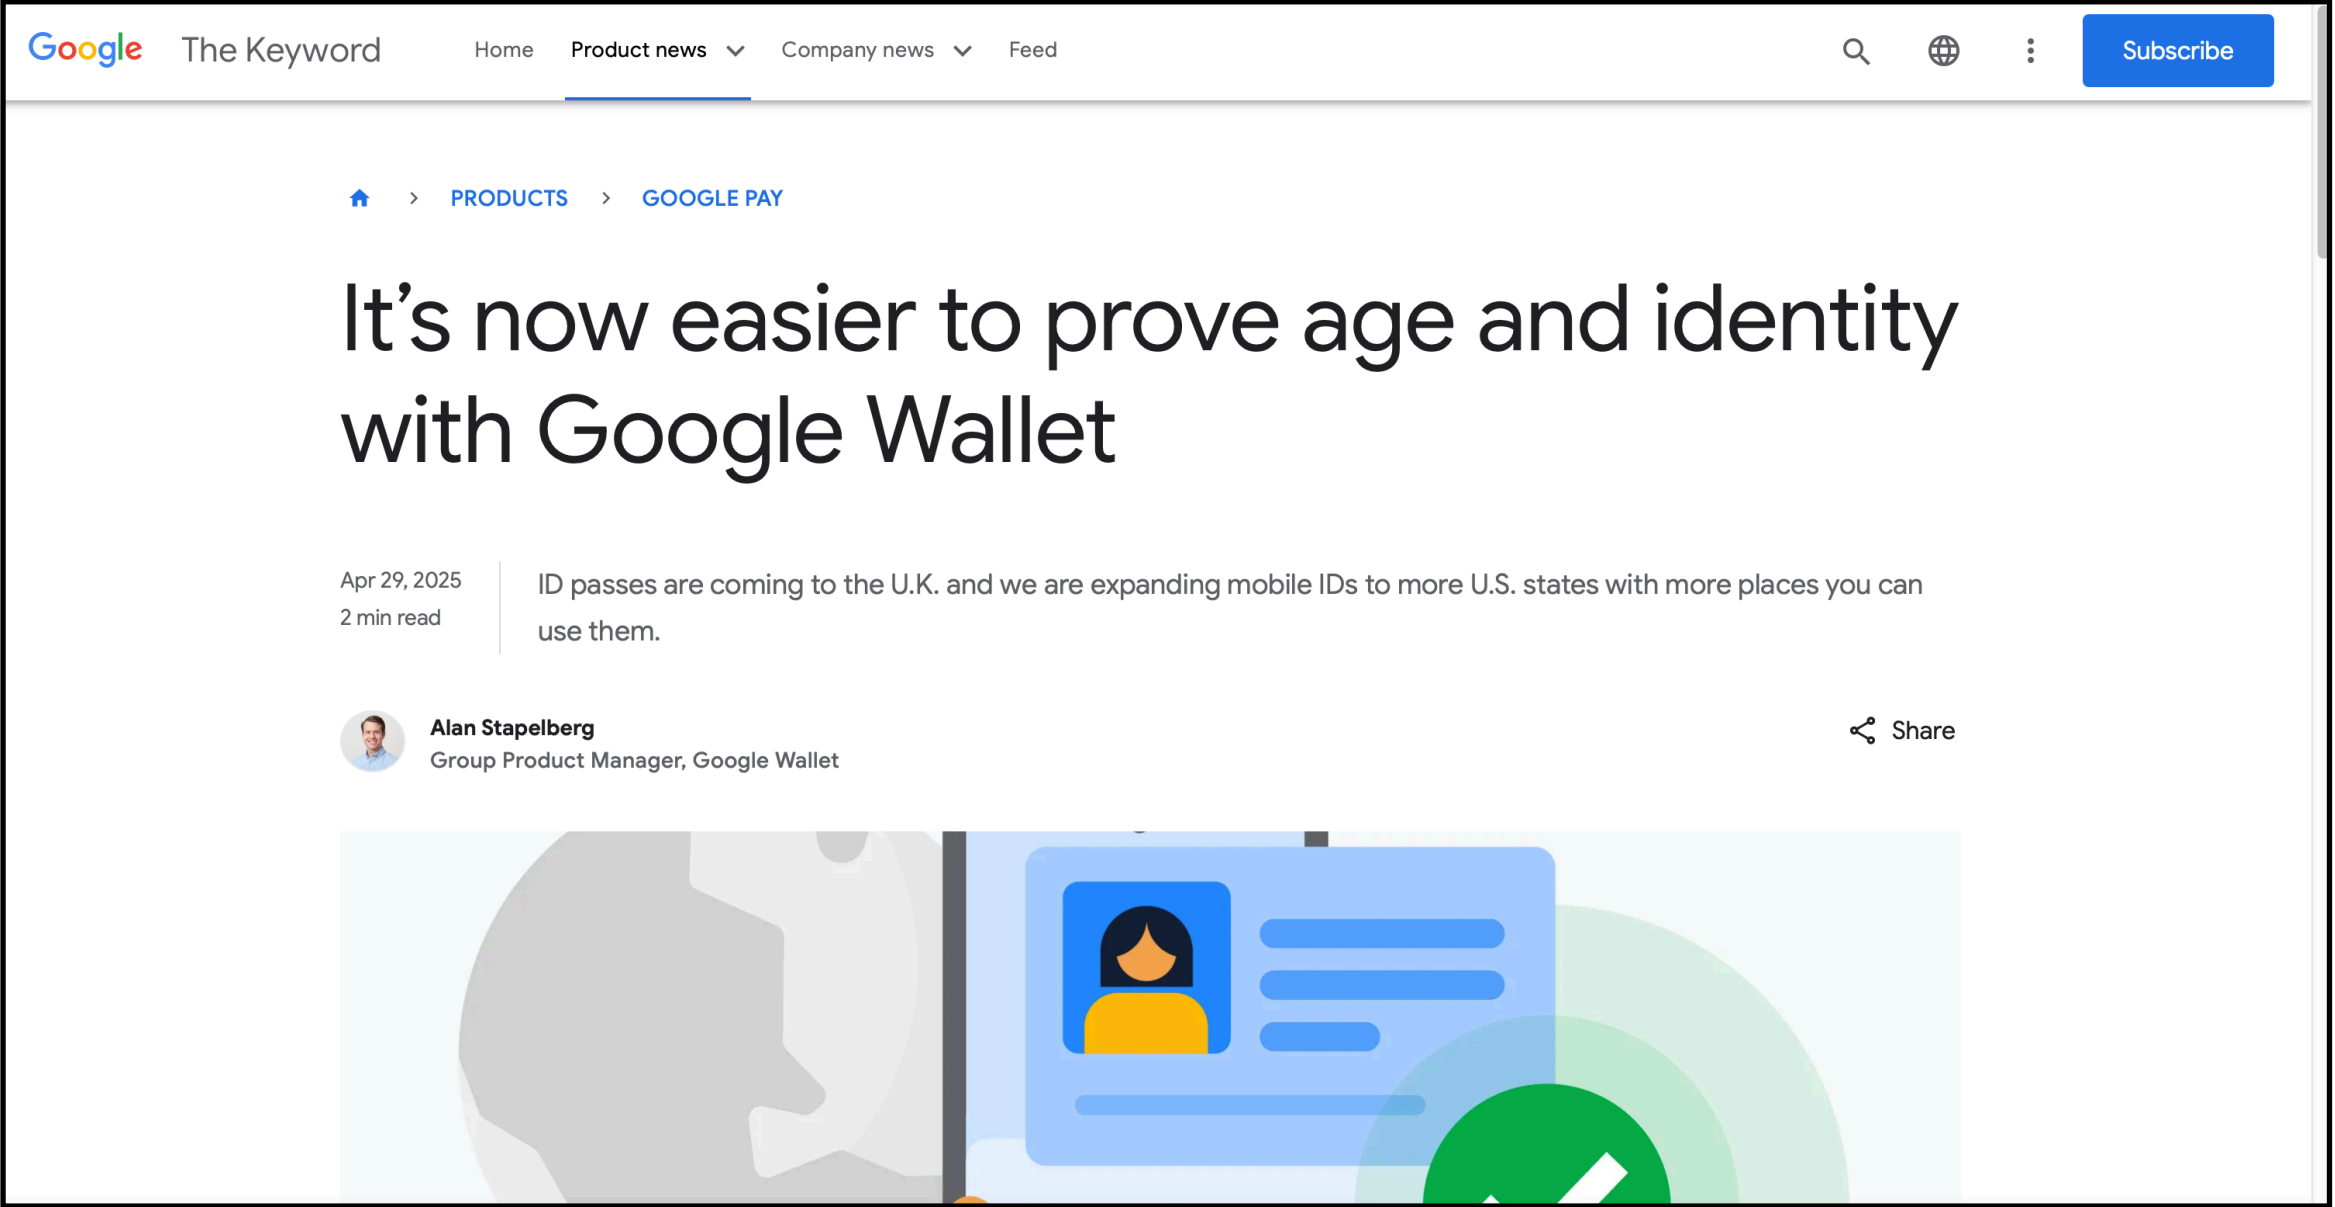 Google The Keyword Home Product news Company news Feed Subscribe
PRODUCTS GOOGLE PAY
It’s now easier to prove age and identity
with Google Wallet
Apr 29, 2025
2 min read
ID passes are coming to the U.K. and we are expanding mobile IDs to more U.S. states with more places you can
use them.
Alan Stapelberg
Group Product Manager, Google Wallet
Share